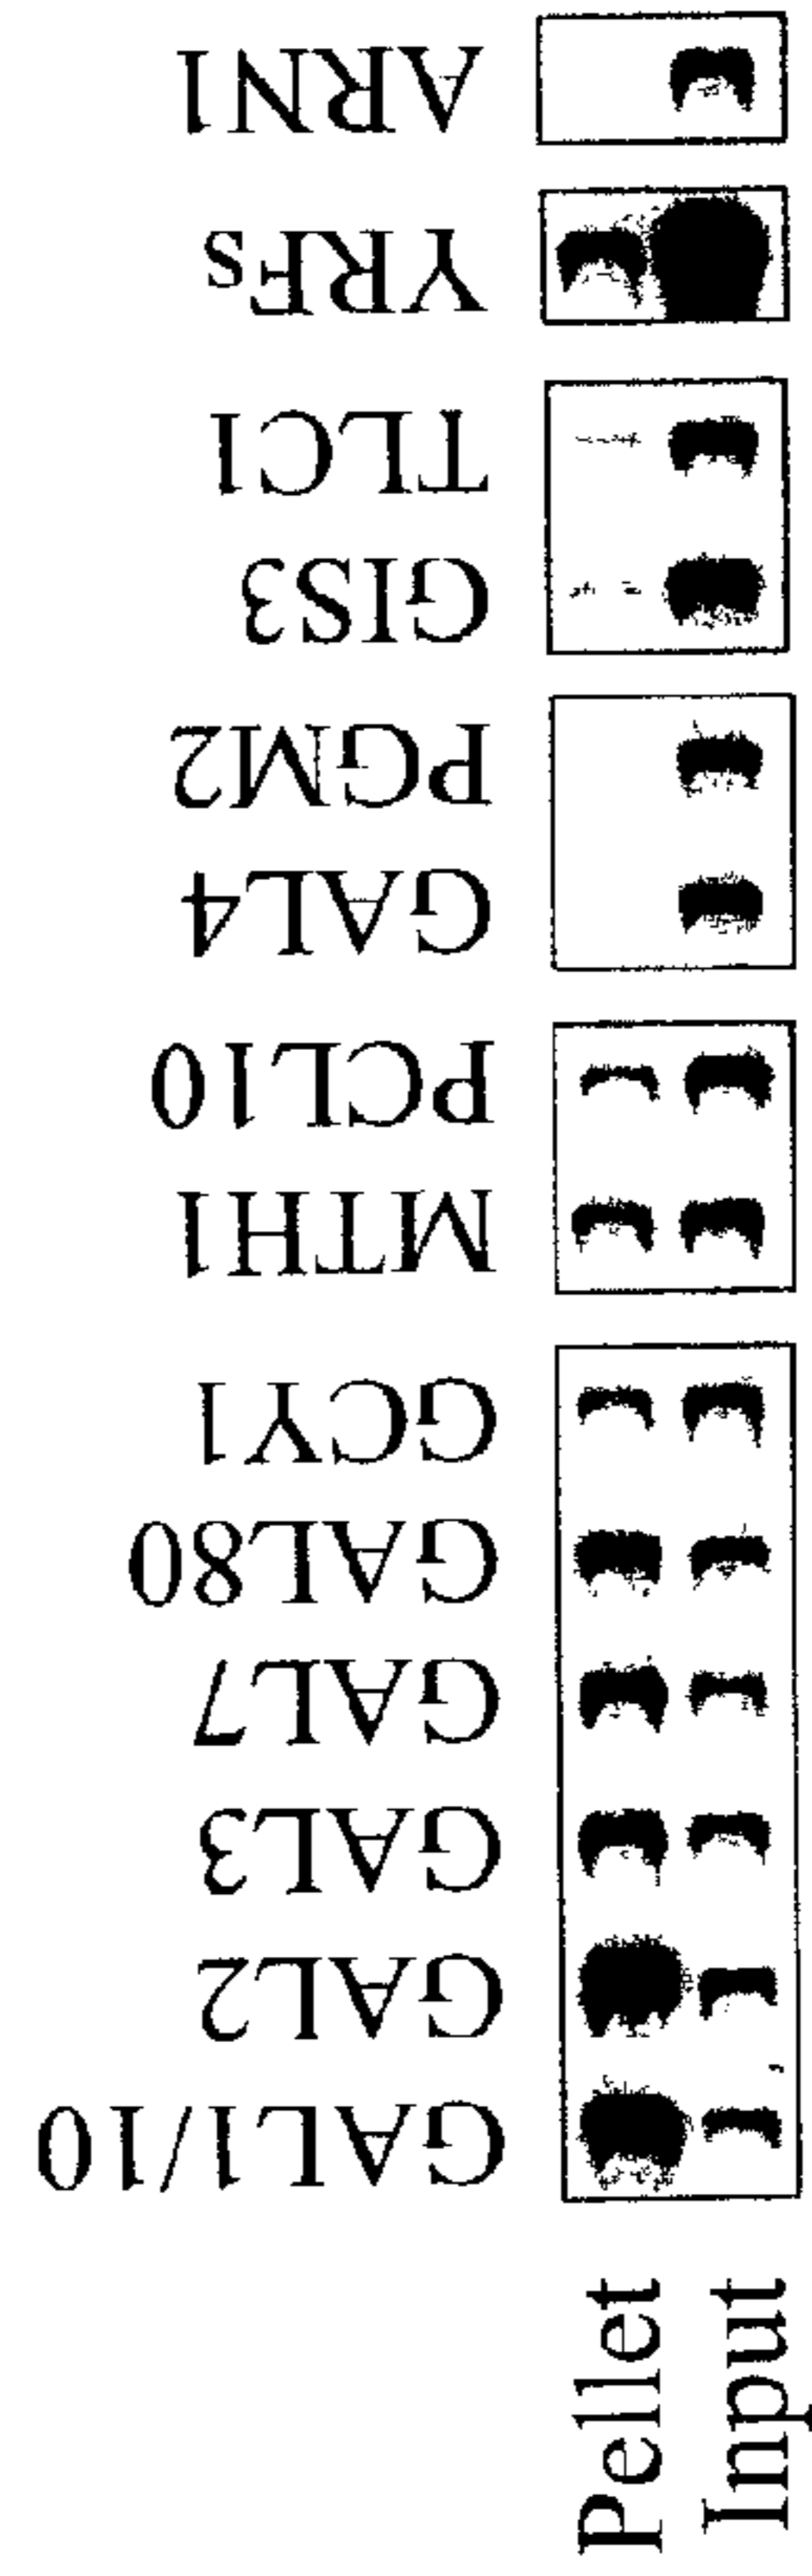 ARN1
YRFs
TLC1
GIS3
PGM2
GAL4
PCL10
MTH1
GCY1
GAL80
GAL7
GAL3
GAL2
GAL1/10
Pellet
Input